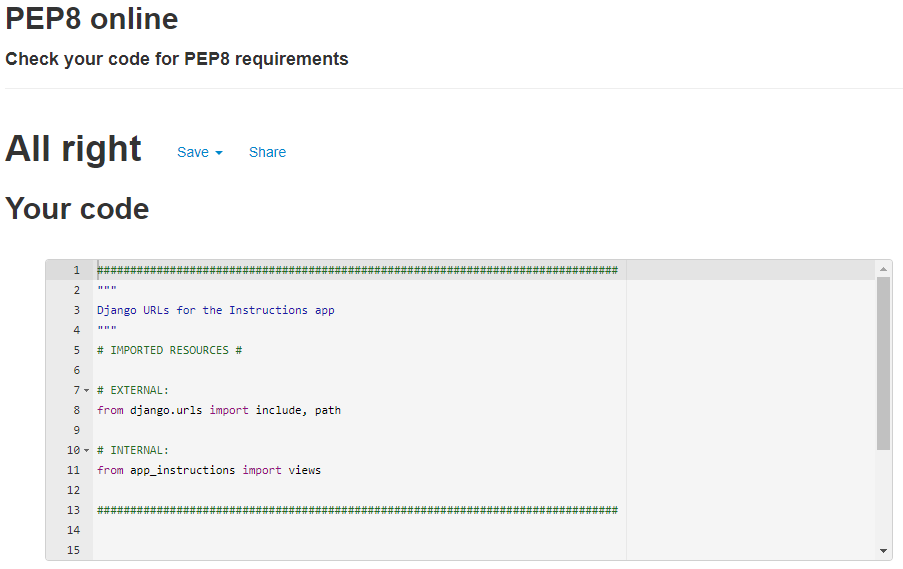 PEP8 online
Check your code for PEP8 requirements
All right Save Share
Your code
1 ###############################################################################
2 """
3 Django URLs for the Instructions app
4 """
5 # IMPORTED RESOURCES #
6
7 # EXTERNAL:
8 from django.urls import include, path
9
10 # INTERNAL:
11 from app_instructions import views
12
13 ###############################################################################
14
15